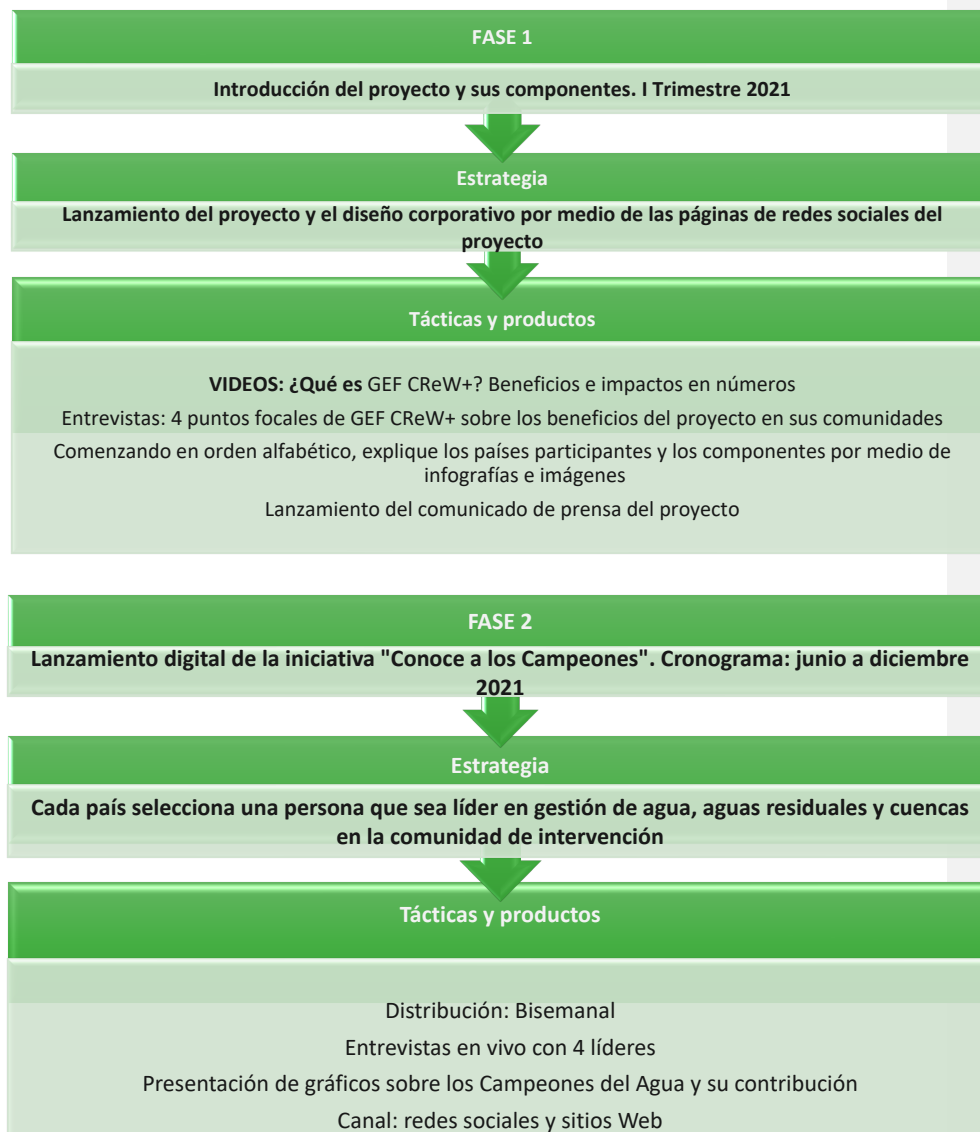 FASE 1
Introducción del proyecto y sus componentes. I Trimestre 2021
Estrategia
Lanzamiento del proyecto y el diseño corporativo por medio de las páginas de redes sociales del
proyecto
Tácticas y productos
VIDEOS: ¿Qué es GEF CReW+? Beneficios e impactos en números
Entrevistas: 4 puntos focales de GEF CReW+ sobre los beneficios del proyecto en sus comunidades
Comenzando en orden alfabético, explique los países participantes y los componentes por medio de
infografías e imágenes
Lanzamiento del comunicado de prensa del proyecto
FASE 2
Lanzamiento digital de la iniciativa "Conoce a los Campeones". Cronograma: junio a diciembre
2021
Estrategia
Cada país selecciona una persona que sea líder en gestión de agua, aguas residuales y cuencas
en la comunidad de intervención
Tácticas y productos
Distribución: Bisemanal
Entrevistas en vivo con 4 líderes
Presentación de gráficos sobre los Campeones del Agua y su contribución
Canal: redes sociales y sitios Web